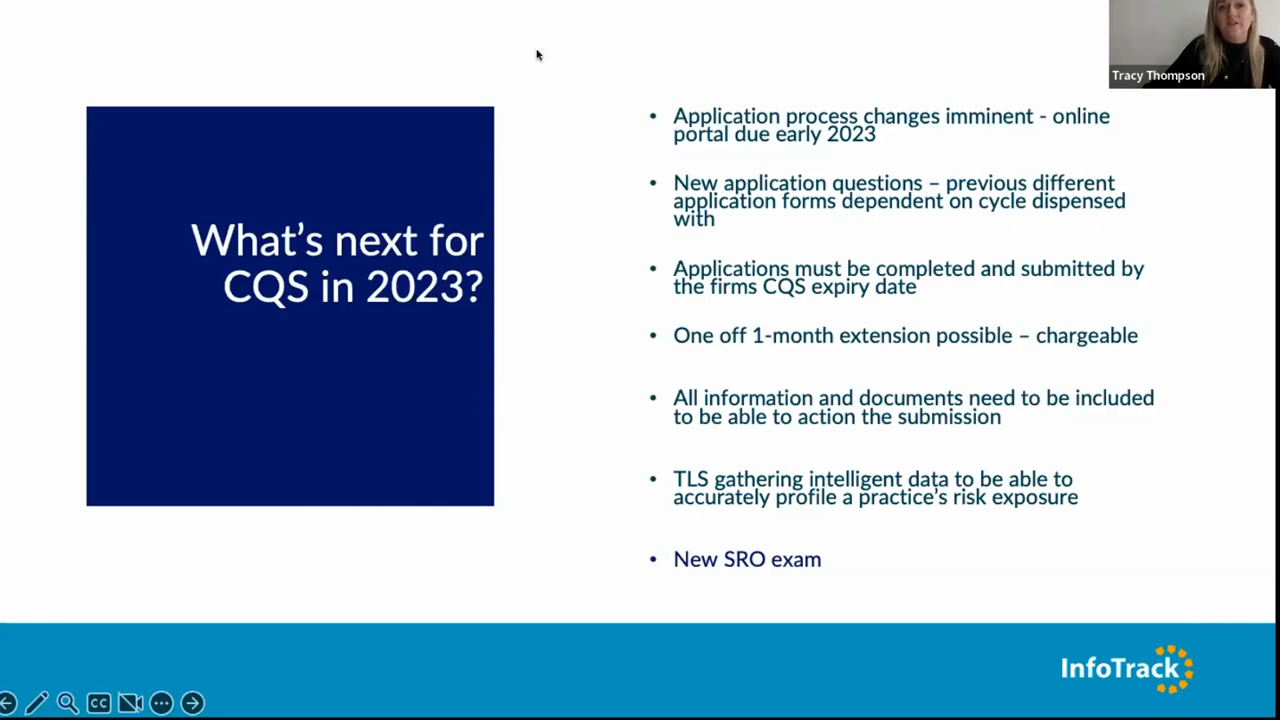 Tracy Thompson
What's next for
CQS in 2023?
• Application process changes imminent - online
portal due early 2023
• New application questions – previous different
application forms dependent on cycle dispensed
with
• Applications must be completed and submitted by
the firms CQS expiry date
• One off 1-month extension possible – chargeable
• All information and documents need to be included
to be able to action the submission
• TLS gathering intelligent data to be able to
accurately profile a practice's risk exposure
• New SRO exam
InfoTrack
CC